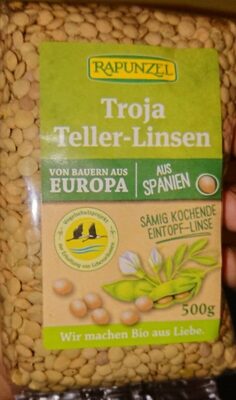 RAPUNZEL
Troja
Teller-Linsen
VON BAUERN AUS
EUROPA
AUS
SPANIEN
SÄMIG KOCHENDE
EINTOPF-LINSE
Vogelschutzprojekt
500g
Wir machen Bio aus Liebe.